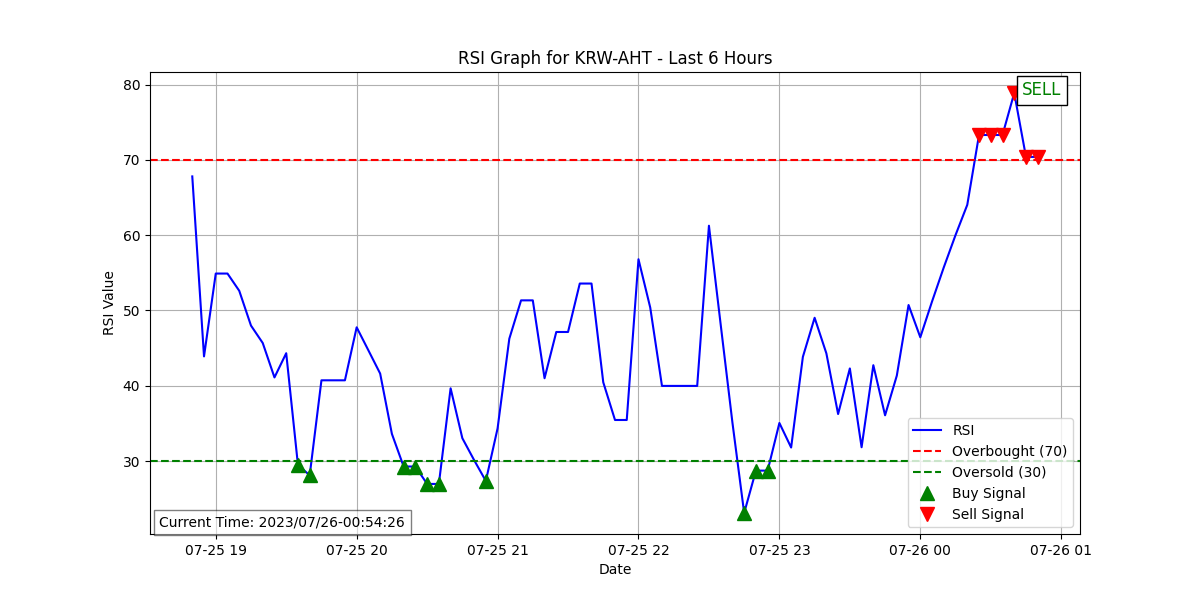 RSI Graph for KRW-AHT - Last 6 Hours
SELL
80
70
60
50
40
30
RSI Value
RSI
Overbought (70)
Oversold (30)
Buy Signal
Sell Signal
Current Time: 2023/07/26-00:54:26
07-25 19
07-25 20
07-25 21
07-25 22
07-25 23
07-26 00
07-26 01
Date